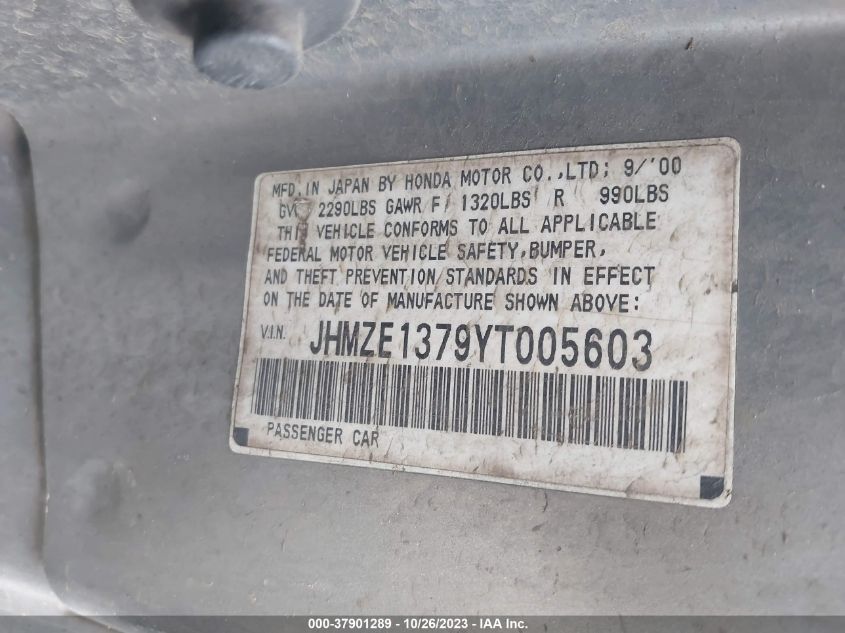 MFD. IN JAPAN BY HONDA MOTOR CO.,LTD; 9/'00
2290LBS GAWR F 1320LBS R 990LBS
THIS VEHICLE CONFORMS TO ALL APPLICABLE
FEDERAL MOTOR VEHICLE SAFETY, BUMPER,
AND THEFT PREVENTION STANDARDS IN EFFECT
ON THE DATE OF MANUFACTURE SHOWN ABOVE:
V.I.N. JHMZE1379YT005603
PASSENGER CAR
000-37901289 - 10/26/2023 - IAA Inc.